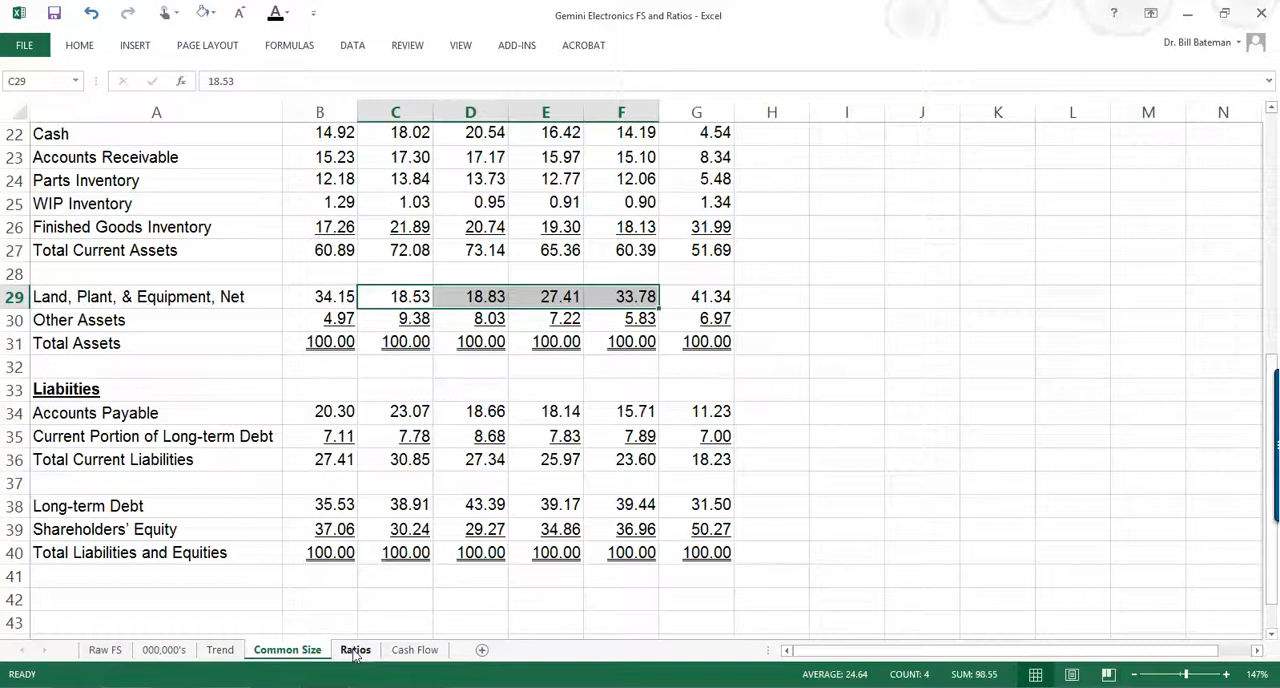 Gemini Electronics FS and Ratios - Excel
FILE HOME INSERT PAGE LAYOUT FORMULAS DATA REVIEW VIEW ADD-INS ACROBAT Dr. Bill Bateman
C29 fx 18.53
A B C D E F G H I J K L M N
22 Cash 14.92 18.02 20.54 16.42 14.19 4.54
23 Accounts Receivable 15.23 17.30 17.17 15.97 15.10 8.34
24 Parts Inventory 12.18 13.84 13.73 12.77 12.06 5.48
25 WIP Inventory 1.29 1.03 0.95 0.91 0.90 1.34
26 Finished Goods Inventory 17.26 21.89 20.74 19.30 18.13 31.99
27 Total Current Assets 60.89 72.08 73.14 65.36 60.39 51.69
28
29 Land, Plant, & Equipment, Net 34.15 18.53 18.83 27.41 33.78 41.34
30 Other Assets 4.97 9.38 8.03 7.22 5.83 6.97
31 Total Assets 100.00 100.00 100.00 100.00 100.00 100.00
32
33 Liabiities
34 Accounts Payable 20.30 23.07 18.66 18.14 15.71 11.23
35 Current Portion of Long-term Debt 7.11 7.78 8.68 7.83 7.89 7.00
36 Total Current Liabilities 27.41 30.85 27.34 25.97 23.60 18.23
37
38 Long-term Debt 35.53 38.91 43.39 39.17 39.44 31.50
39 Shareholders' Equity 37.06 30.24 29.27 34.86 36.96 50.27
40 Total Liabilities and Equities 100.00 100.00 100.00 100.00 100.00 100.00
41
42
43
Raw FS 000,000's Trend Common Size Ratios Cash Flow
READY AVERAGE: 24.64 COUNT: 4 SUM: 98.55 147%